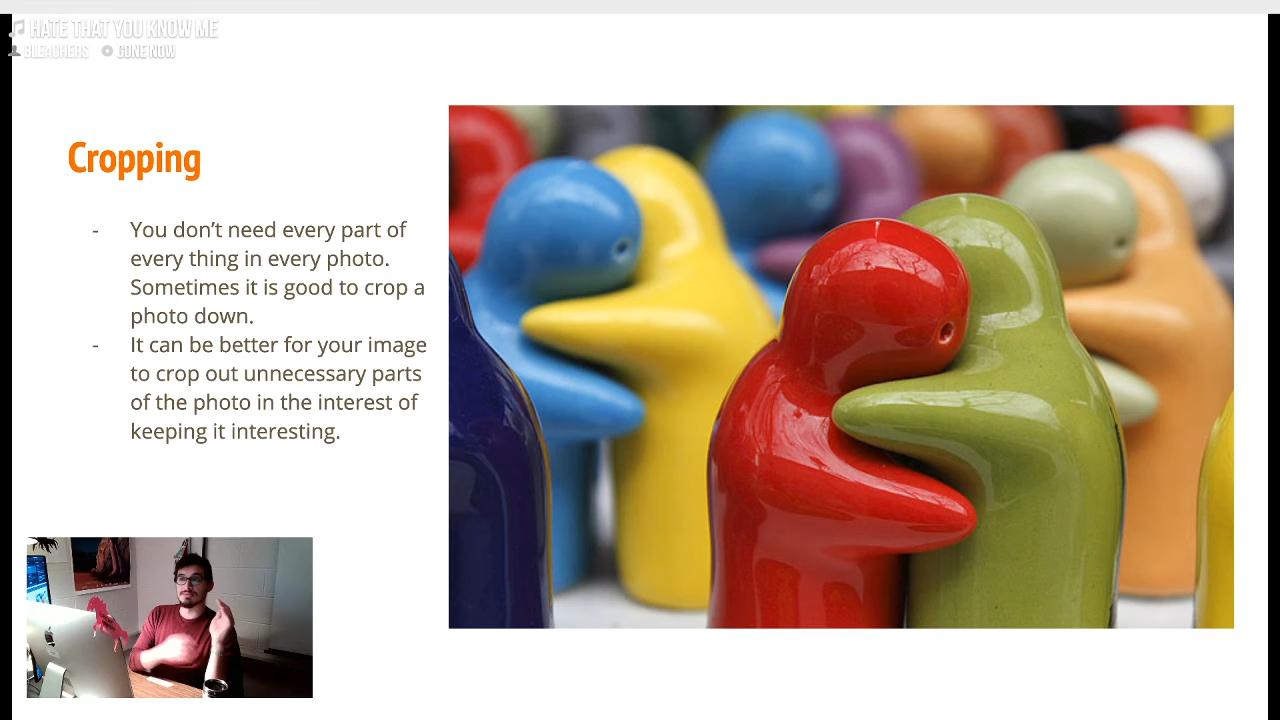 HATE THAT YOU KNOW ME
BLEACHERS GONE NOW
Cropping
- You don't need every part of
every thing in every photo.
Sometimes it is good to crop a
photo down.
- It can be better for your image
to crop out unnecessary parts
of the photo in the interest of
keeping it interesting.